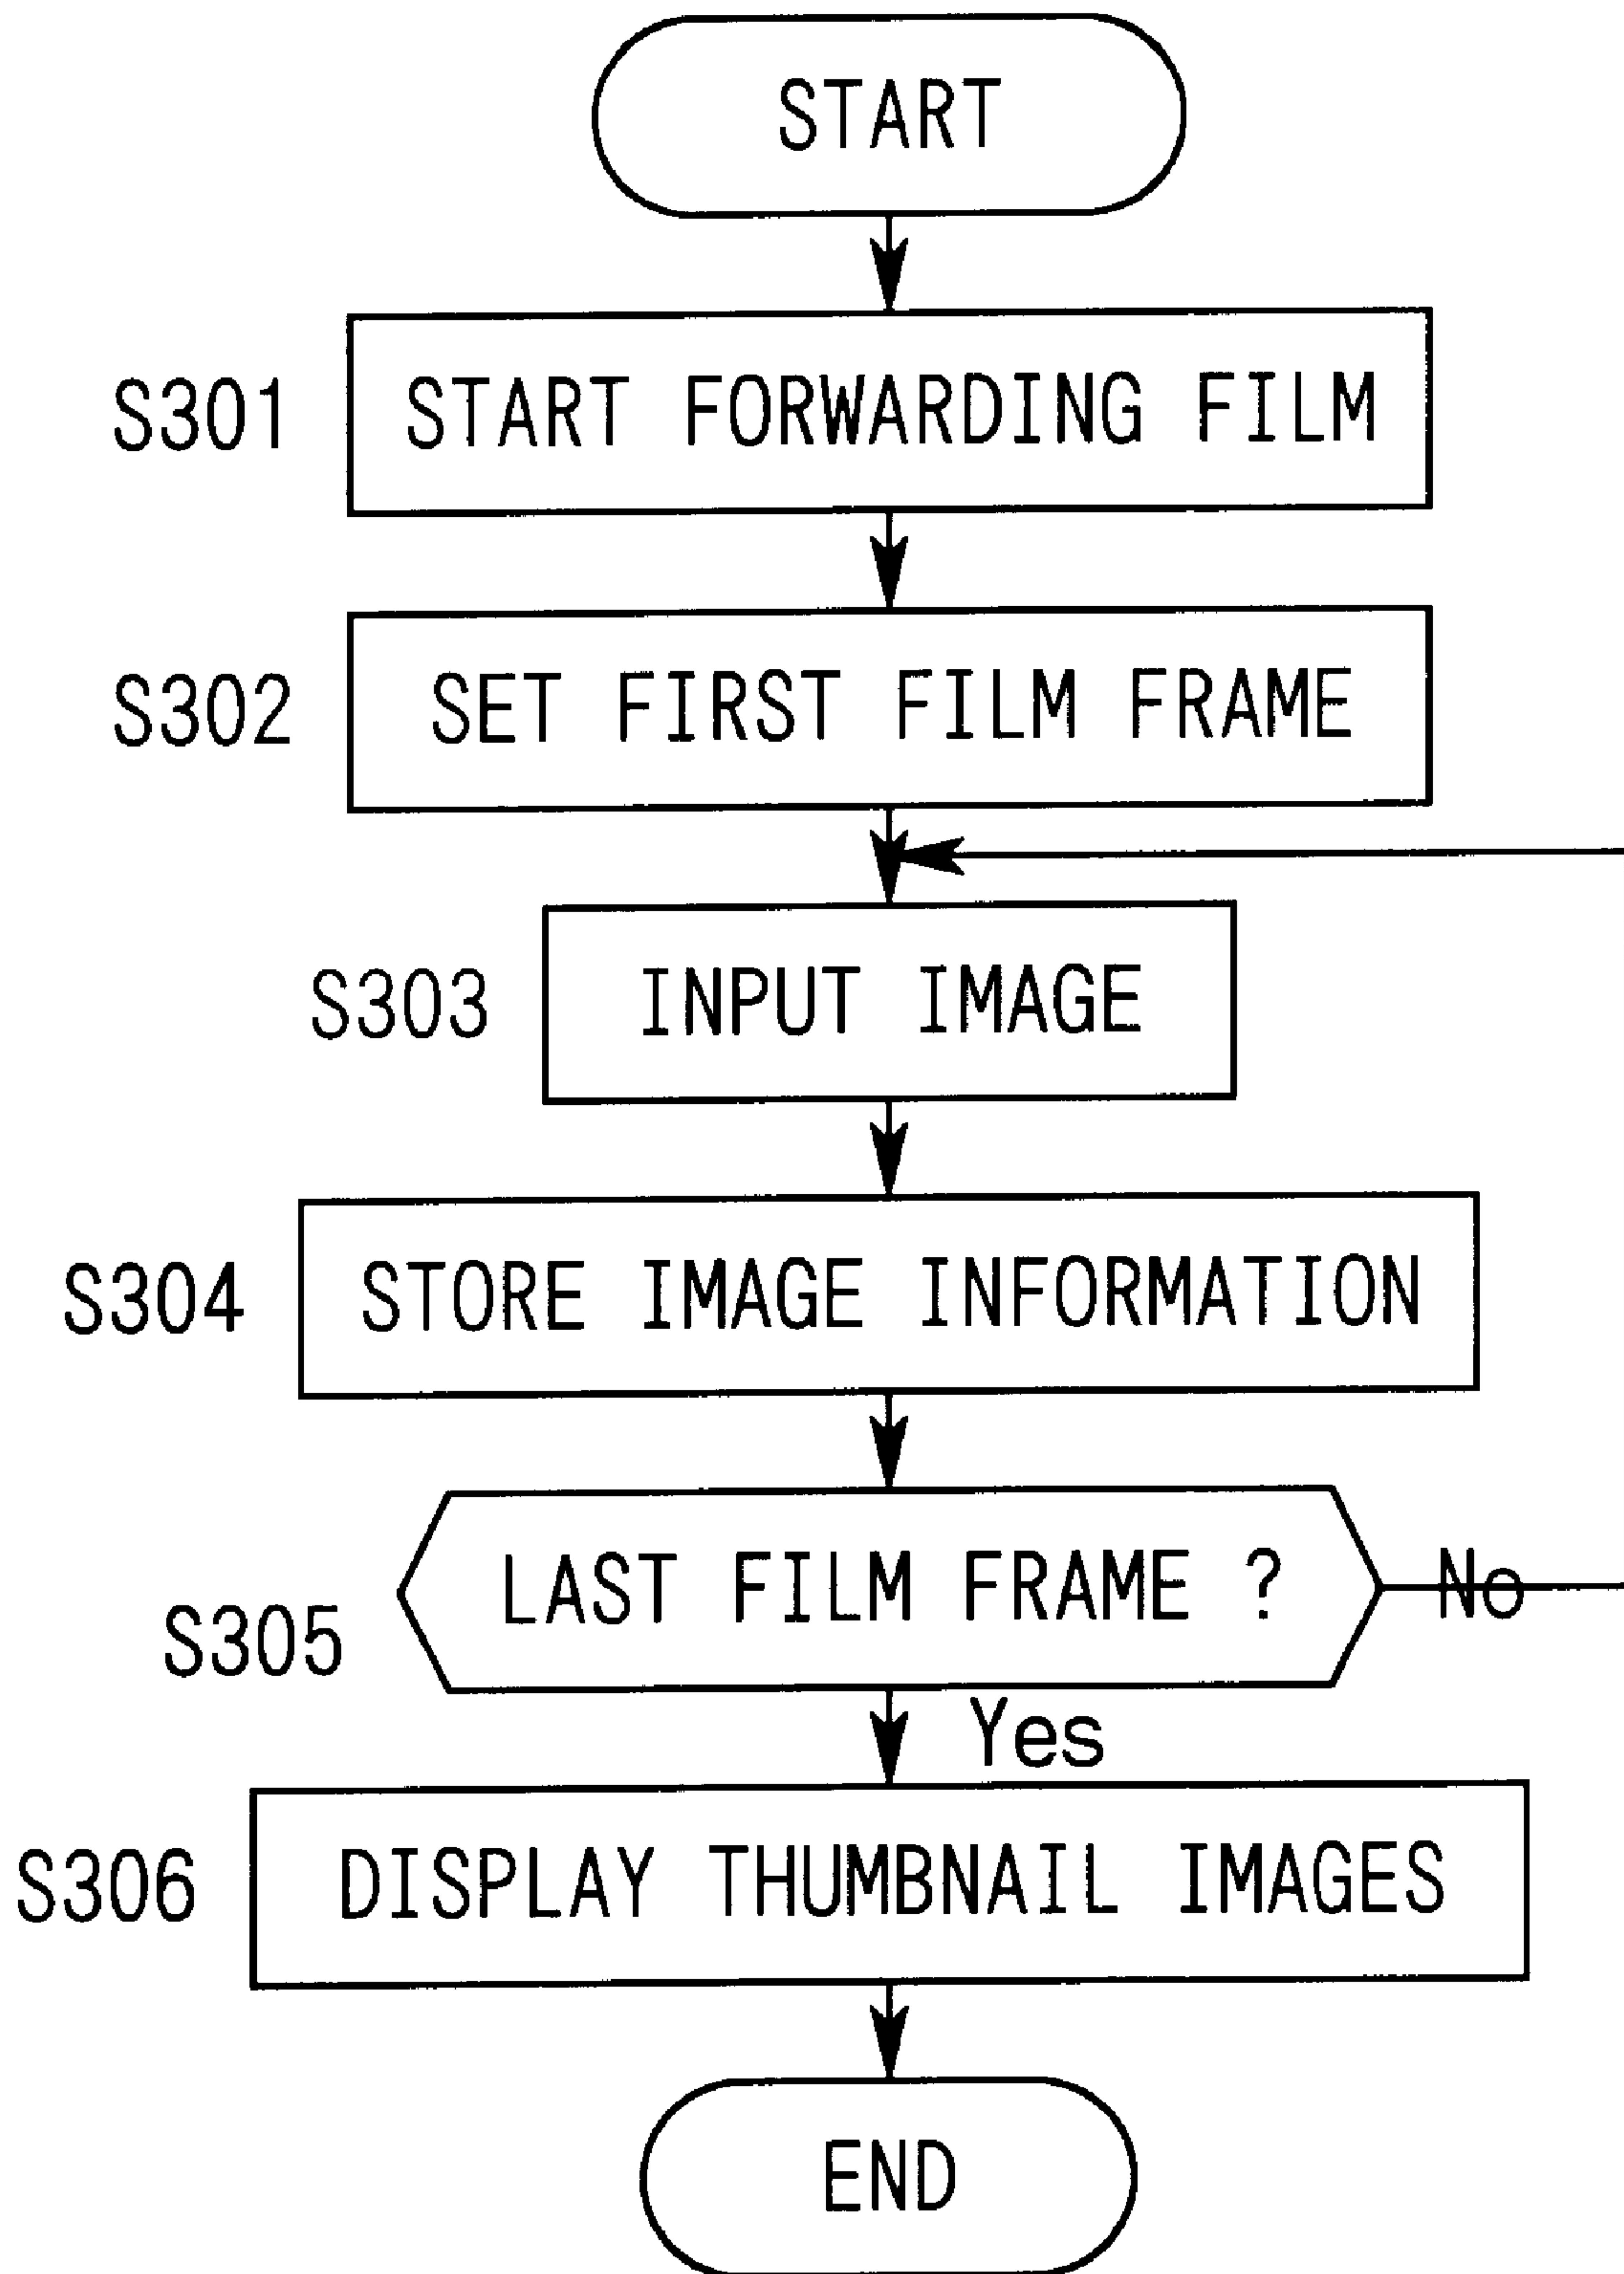 START
S301 START FORWARDING FILM
S302 SET FIRST FILM FRAME
S303 INPUT IMAGE
S304 STORE IMAGE INFORMATION
S305 LAST FILM FRAME ? No
Yes
S306 DISPLAY THUMBNAIL IMAGES
END